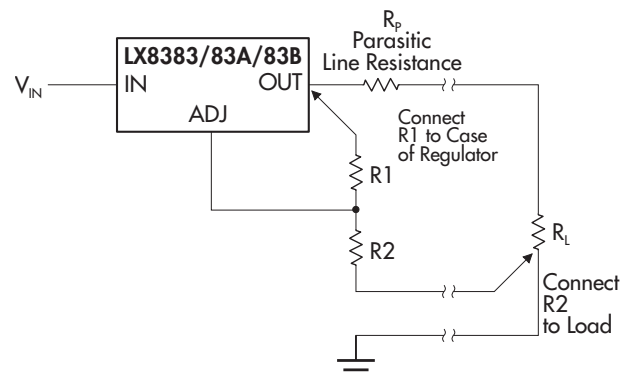 R_P
Parasitic
Line Resistance
LX8383/83A/83B
V_IN
IN
OUT
ADJ
Connect
R1 to Case
of Regulator
R1
R2
R_L
Connect
R2
to Load